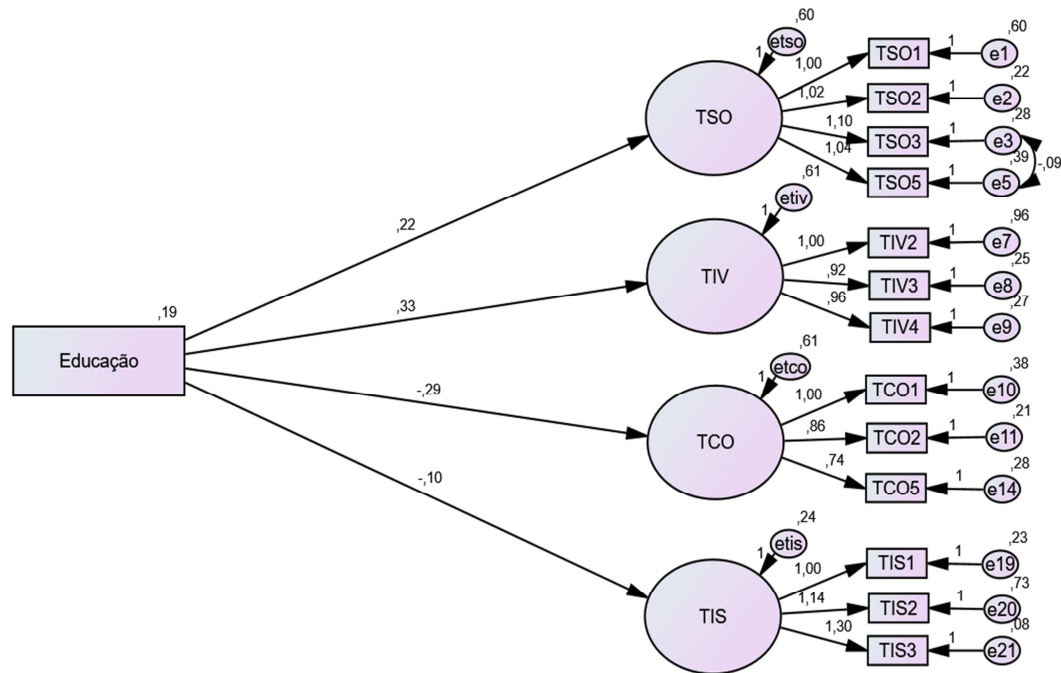 ,60
etso
1
,60
1,00
TSO1
1
e1
,22
1,02
TSO2
1
e2
,28
TSO
1,10
TSO3
1
e3
-,09
,39
1,04
TSO5
1
e5
,22
,61
etiv
1
,96
1,00
TIV2
1
e7
,25
TIV
,92
TIV3
1
e8
,27
,96
TIV4
1
e9
,33
,19
Educação
,61
etco
1
,38
1,00
TCO1
1
e10
,21
-,29
TCO
,86
TCO2
1
e11
,28
,74
TCO5
1
e14
-,10
,24
etis
1
,23
1,00
TIS1
1
e19
,73
1,14
TIS2
1
e20
,08
TIS
1,30
TIS3
1
e21